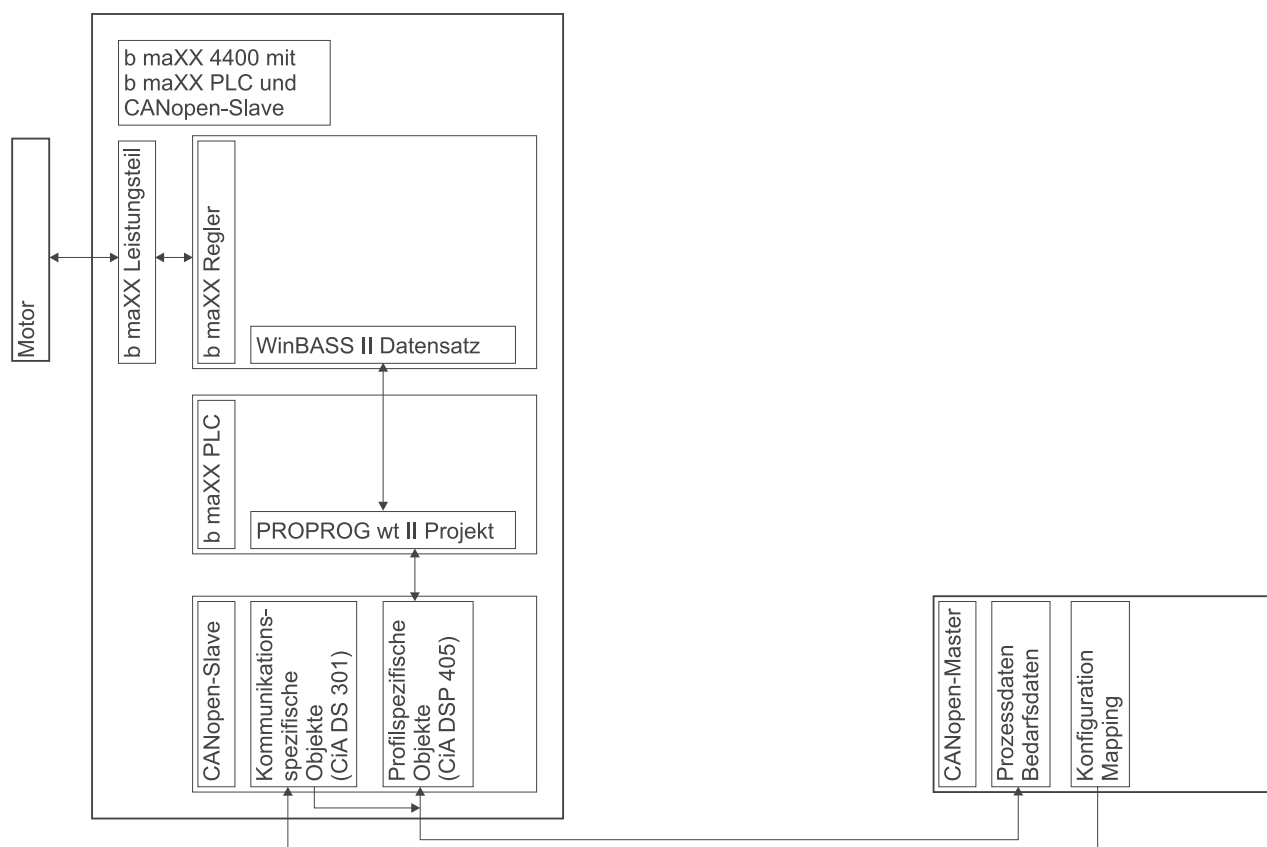 b maXX 4400 mit
b maXX PLC und
CANopen-Slave
Motor
b maXX Leistungsteil
b maXX Regler
WinBASS II Datensatz
b maXX PLC
PROPROG wt II Projekt
CANopen-Slave
Kommunikations-
spezifische
Objekte
(CiA DS 301)
Profilspezifische
Objekte
(CiA DSP 405)
CANopen-Master
Prozessdaten
Bedarfsdaten
Konfiguration
Mapping